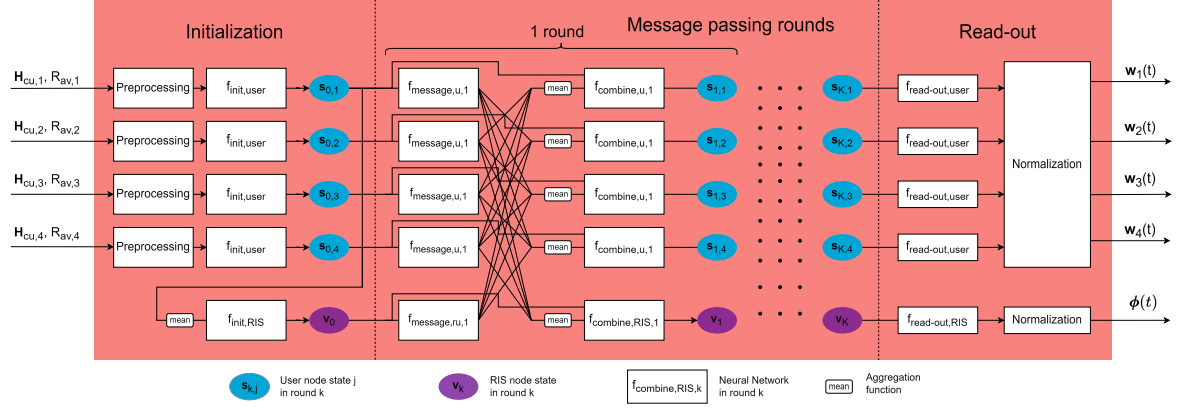 Initialization
Message passing rounds
Read-out
1 round
H_cu,1, R_av,1
Preprocessing
f_init,user
s_0,1
f_message,u,1
mean
f_combine,u,1
s_1,1
s_K,1
f_read-out,user
w_1(t)
H_cu,2, R_av,2
Preprocessing
f_init,user
s_0,2
f_message,u,1
mean
f_combine,u,1
s_1,2
s_K,2
f_read-out,user
w_2(t)
Normalization
H_cu,3, R_av,3
Preprocessing
f_init,user
s_0,3
f_message,u,1
mean
f_combine,u,1
s_1,3
s_K,3
f_read-out,user
w_3(t)
H_cu,4, R_av,4
Preprocessing
f_init,user
s_0,4
f_message,u,1
mean
f_combine,u,1
s_1,4
s_K,4
f_read-out,user
w_4(t)
mean
f_init,RIS
v_0
f_message,ru,1
mean
f_combine,RIS,1
v_1
v_K
f_read-out,RIS
Normalization
ϕ(t)
s_k,j
User node state j
in round k
v_k
RIS node state
in round k
f_combine,RIS,k
Neural Network
in round k
mean
Aggregation
function